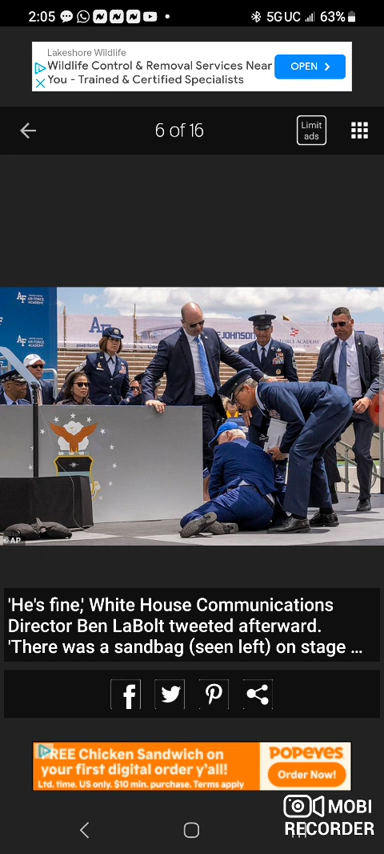 2:05
5G UC
63%
Lakeshore Wildlife
Wildlife Control & Removal Services Near
You - Trained & Certified Specialists
OPEN
6 of 16
Limit
ads
AF
©AP
'He's fine,' White House Communications
Director Ben LaBolt tweeted afterward.
'There was a sandbag (seen left) on stage ...
FREE Chicken Sandwich on
your first digital order y'all!
Ltd. time. US only. $10 min. purchase. Terms apply
POPEYES
Order Now!
MOBI
RECORDER